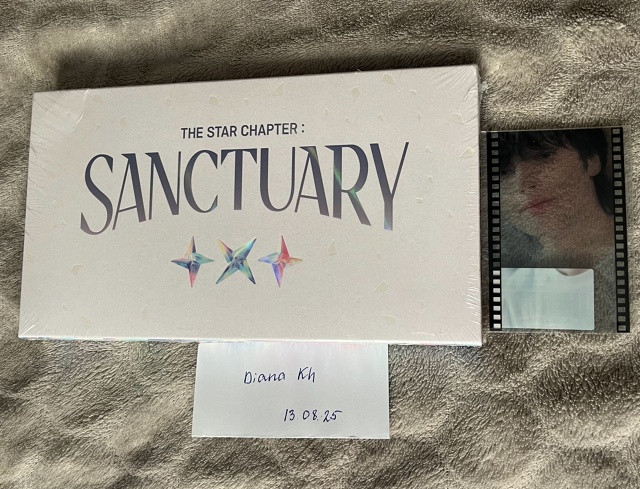 THE STAR CHAPTER :
SANCTUARY
Diana Kh
13.08.25